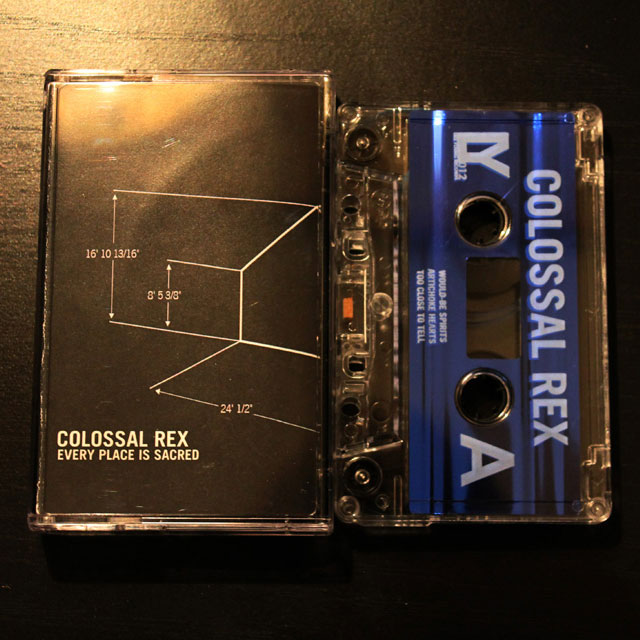 16' 10 13/16"
8' 5 3/8"
24' 1/2"
COLOSSAL REX
EVERY PLACE IS SACRED
COLOSSAL REX
WOULD-BE SPIRITS
ARTICHOKE HEARTS
TOO CLOSE TO TELL
A